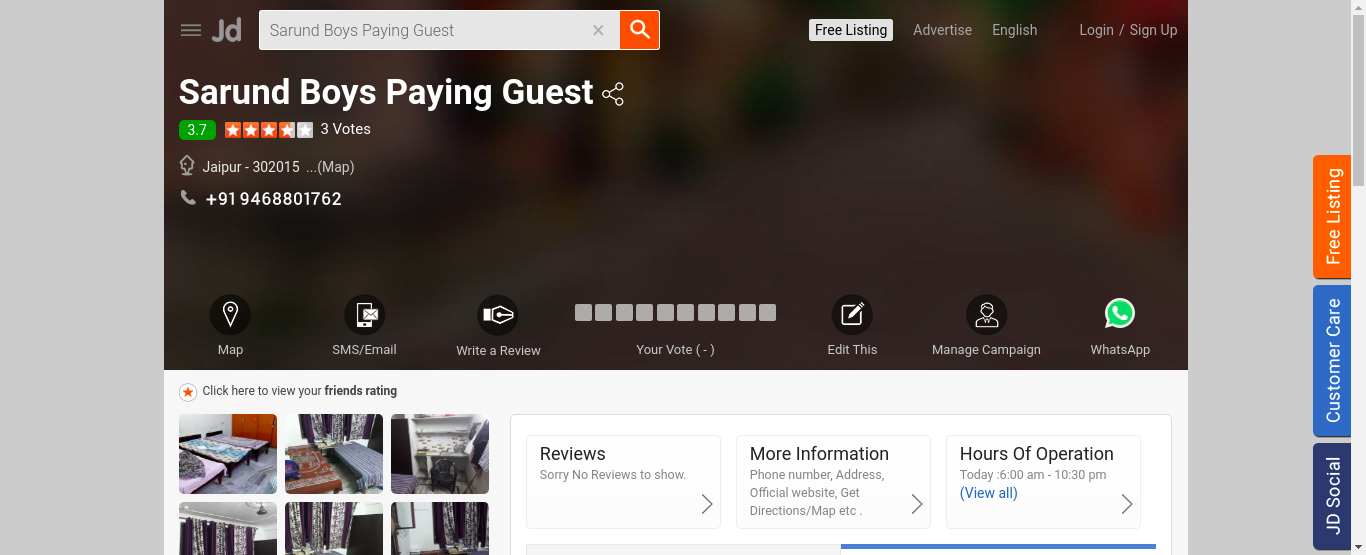 Jd
Sarund Boys Paying Guest
Free Listing
Advertise
English
Login / Sign Up
Sarund Boys Paying Guest
3.7
3 Votes
Jaipur - 302015 ...(Map)
+91 9468801762
Map
SMS/Email
Write a Review
Your Vote ( - )
Edit This
Manage Campaign
WhatsApp
Click here to view your friends rating
Reviews
Sorry No Reviews to show.
More Information
Phone number, Address,
Official website, Get
Directions/Map etc .
Hours Of Operation
Today :6:00 am - 10:30 pm
(View all)
Free Listing
Customer Care
JD Social